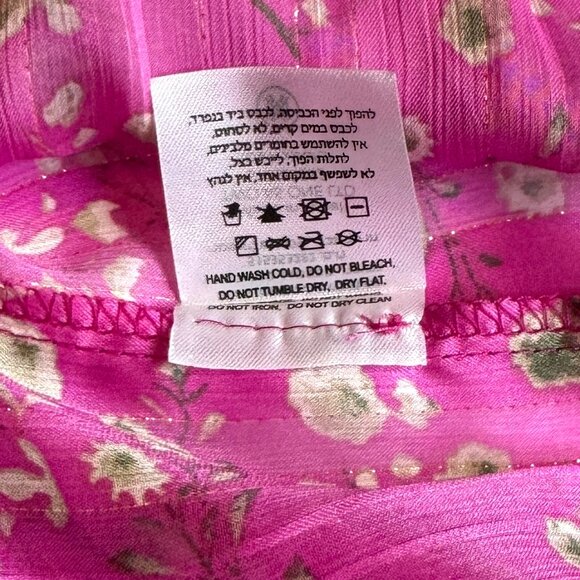 להפוך לפני הכביסה, לכבס ביד בנפרד,
לכבס במים קרים, לא לסחוט,
אין להשתמש בחומרים מלבינים,
לתלות הפוך, לייבש בצל,
לא לשפשף במקום אחד, אין לגהץ
HAND WASH COLD, DO NOT BLEACH,
DO NOT TUMBLE DRY, DRY FLAT.
DO NOT IRON, DO NOT DRY CLEAN